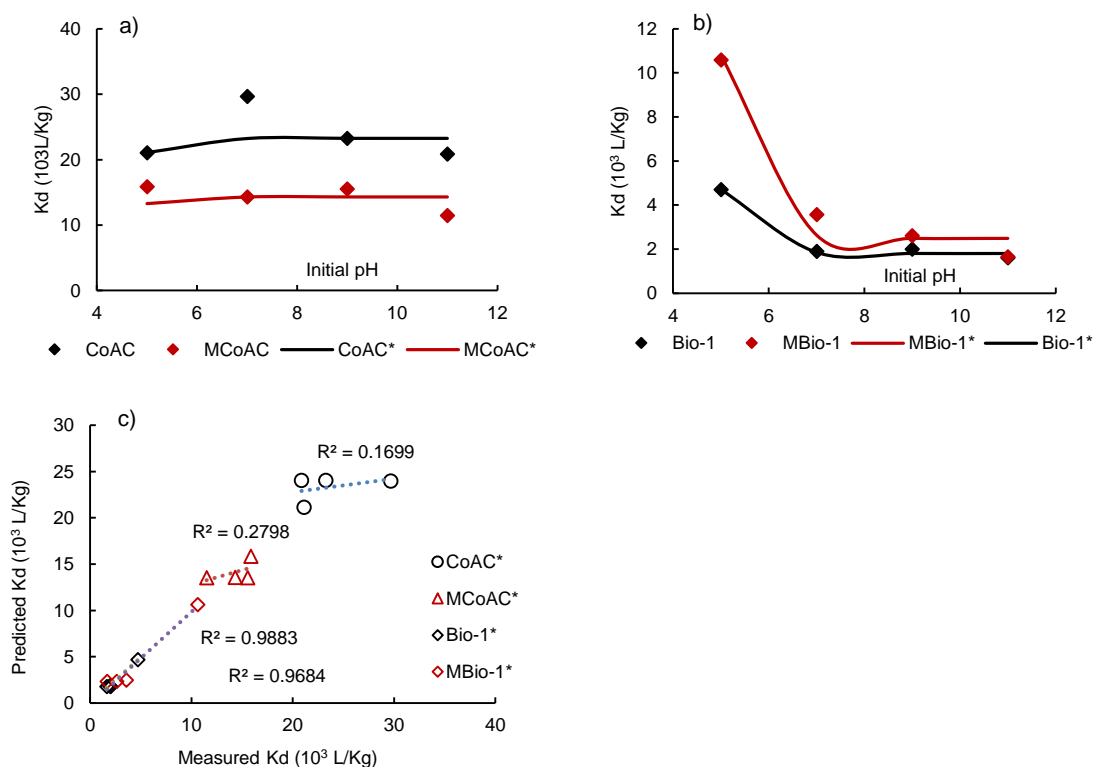 a)
40
30
20
10
0
Kd (103L/Kg)
Initial pH
4 6 8 10 12
CoAC MCoAC CoAC* MCoAC*
b)
12
10
8
6
4
2
0
Kd (10³ L/Kg)
Initial pH
4 6 8 10 12
Bio-1 MBio-1 MBio-1* Bio-1*
c)
30
25
20
15
10
5
0
Predicted Kd (10³ L/Kg)
R² = 0.1699
R² = 0.2798
R² = 0.9883
R² = 0.9684
CoAC*
MCoAC*
Bio-1*
MBio-1*
0 10 20 30 40
Measured Kd (10³ L/Kg)